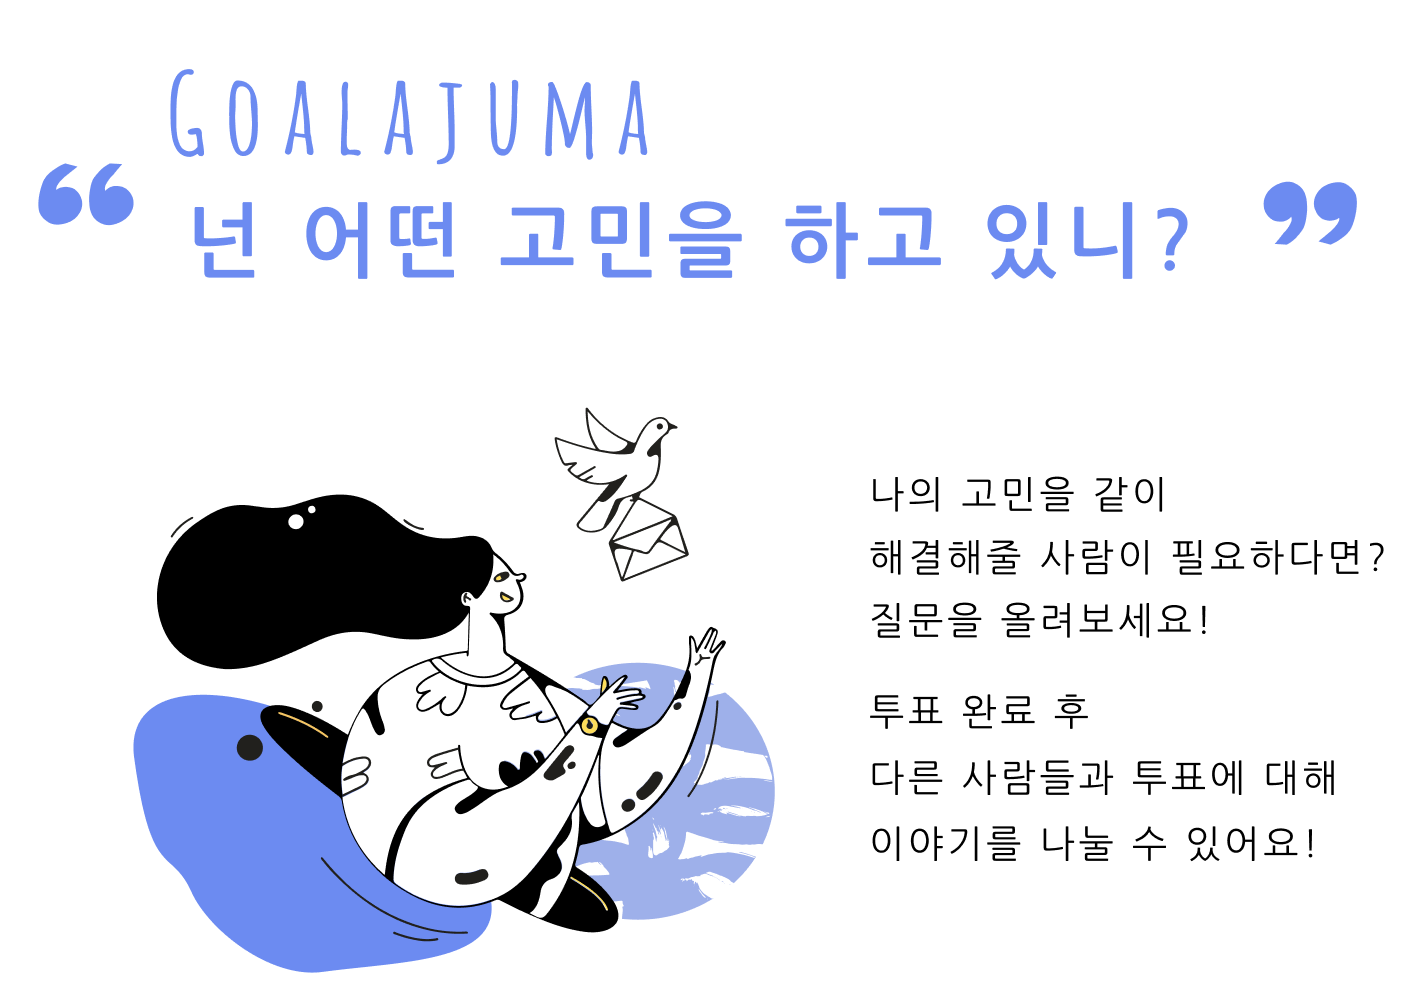 GOALAJUMA
“ 넌 어떤 고민을 하고 있니? ”
나의 고민을 같이
해결해줄 사람이 필요하다면?
질문을 올려보세요!
투표 완료 후
다른 사람들과 투표에 대해
이야기를 나눌 수 있어요!